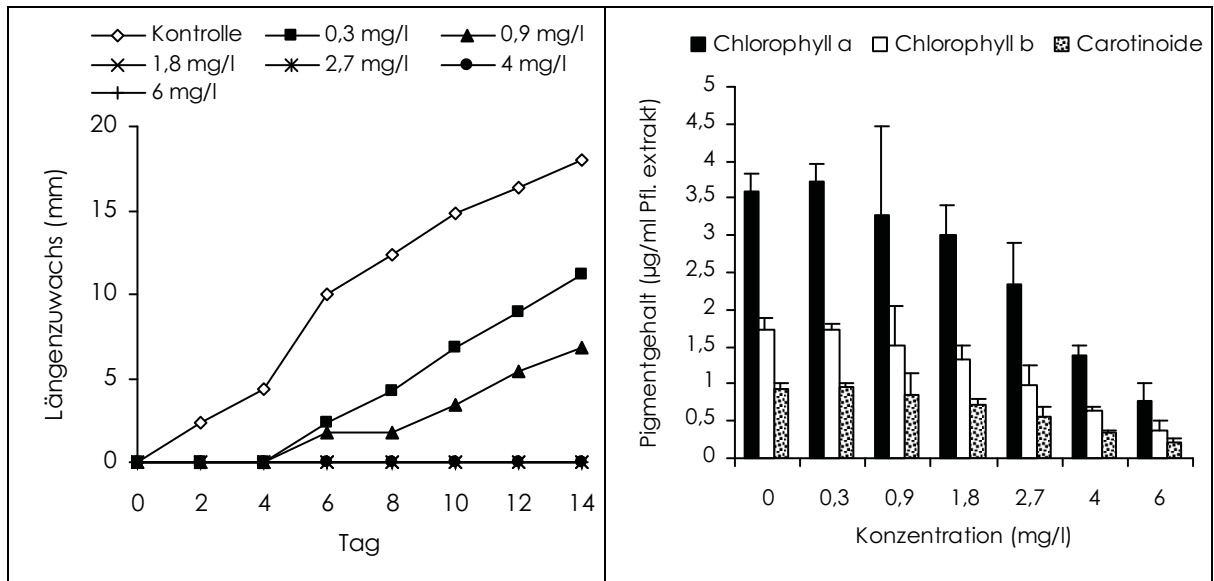 Kontrolle 0,3 mg/l 0,9 mg/l
1,8 mg/l 2,7 mg/l 4 mg/l
6 mg/l
Längenzuwachs (mm)
20
15
10
5
0
0 2 4 6 8 10 12 14
Tag
Chlorophyll a Chlorophyll b Carotinoide
Pigmentgehalt (µg/ml Pfl. extrakt)
5
4,5
4
3,5
3
2,5
2
1,5
1
0,5
0
0 0,3 0,9 1,8 2,7 4 6
Konzentration (mg/l)